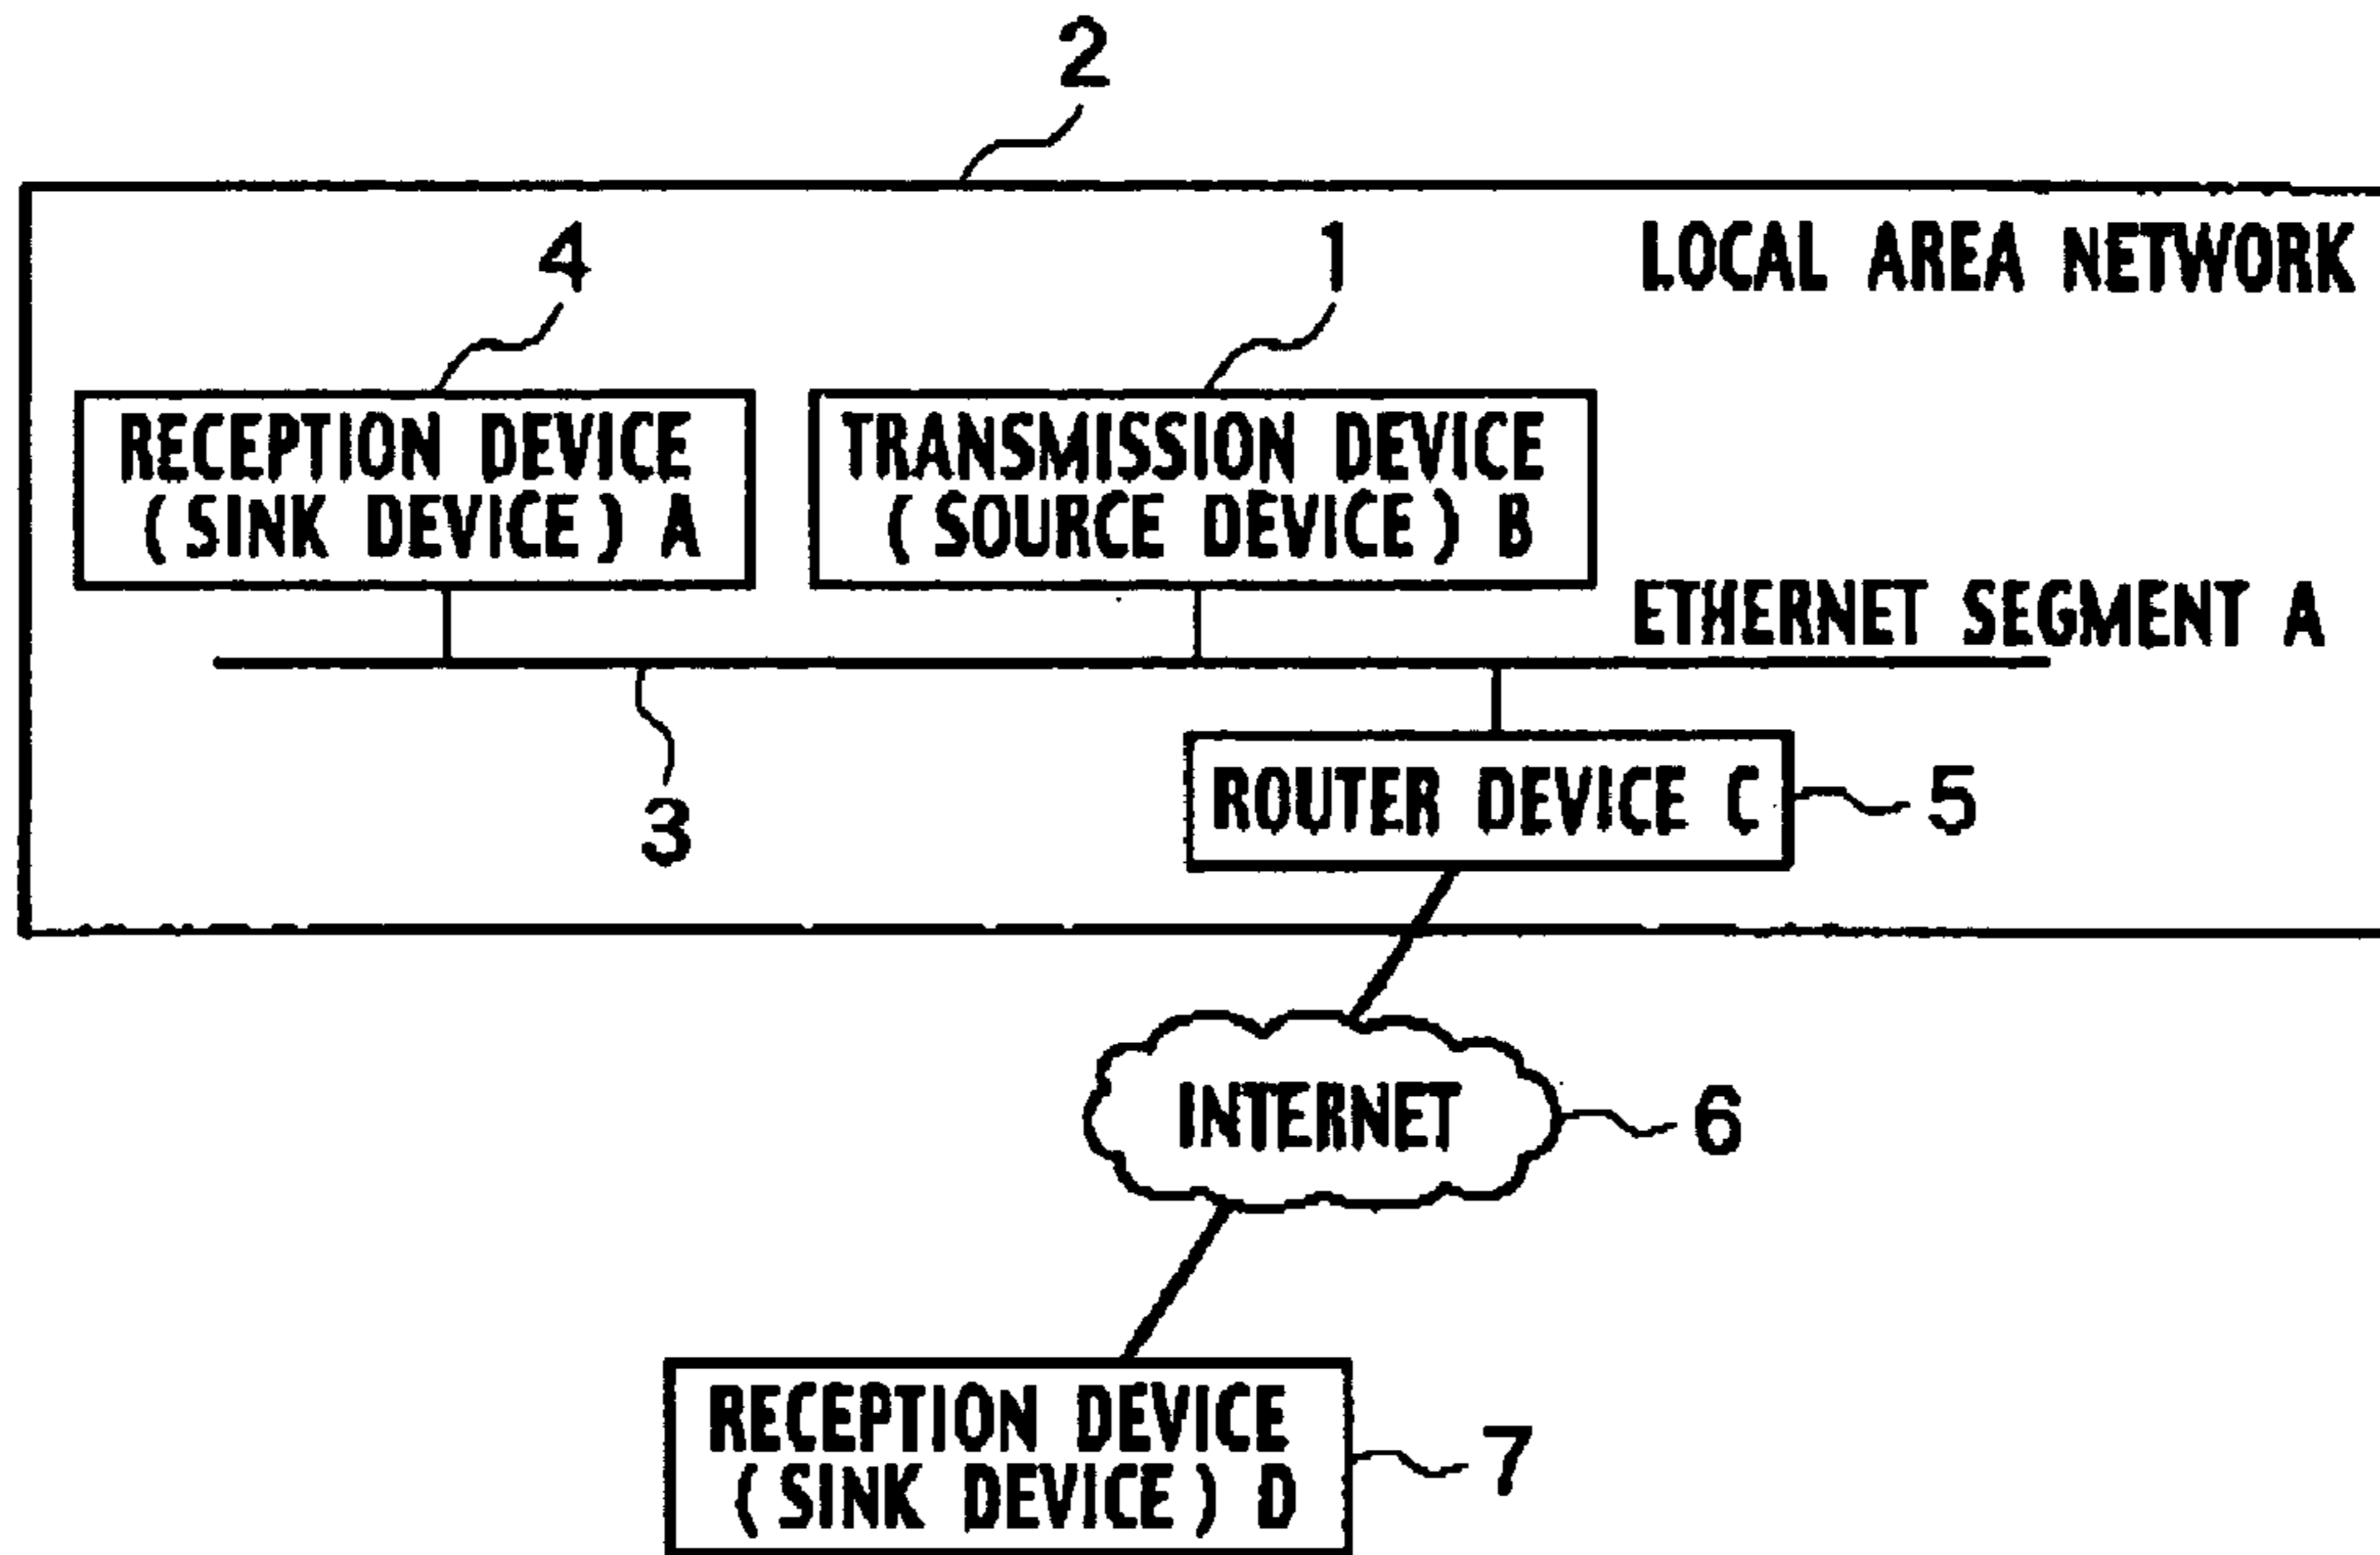 2
LOCAL AREA NETWORK
4
1
RECEPTION DEVICE
(SINK DEVICE) A
TRANSMISSION DEVICE
(SOURCE DEVICE) B
ETHERNET SEGMENT A
3
ROUTER DEVICE C
5
INTERNET
6
RECEPTION DEVICE
(SINK DEVICE) D
7